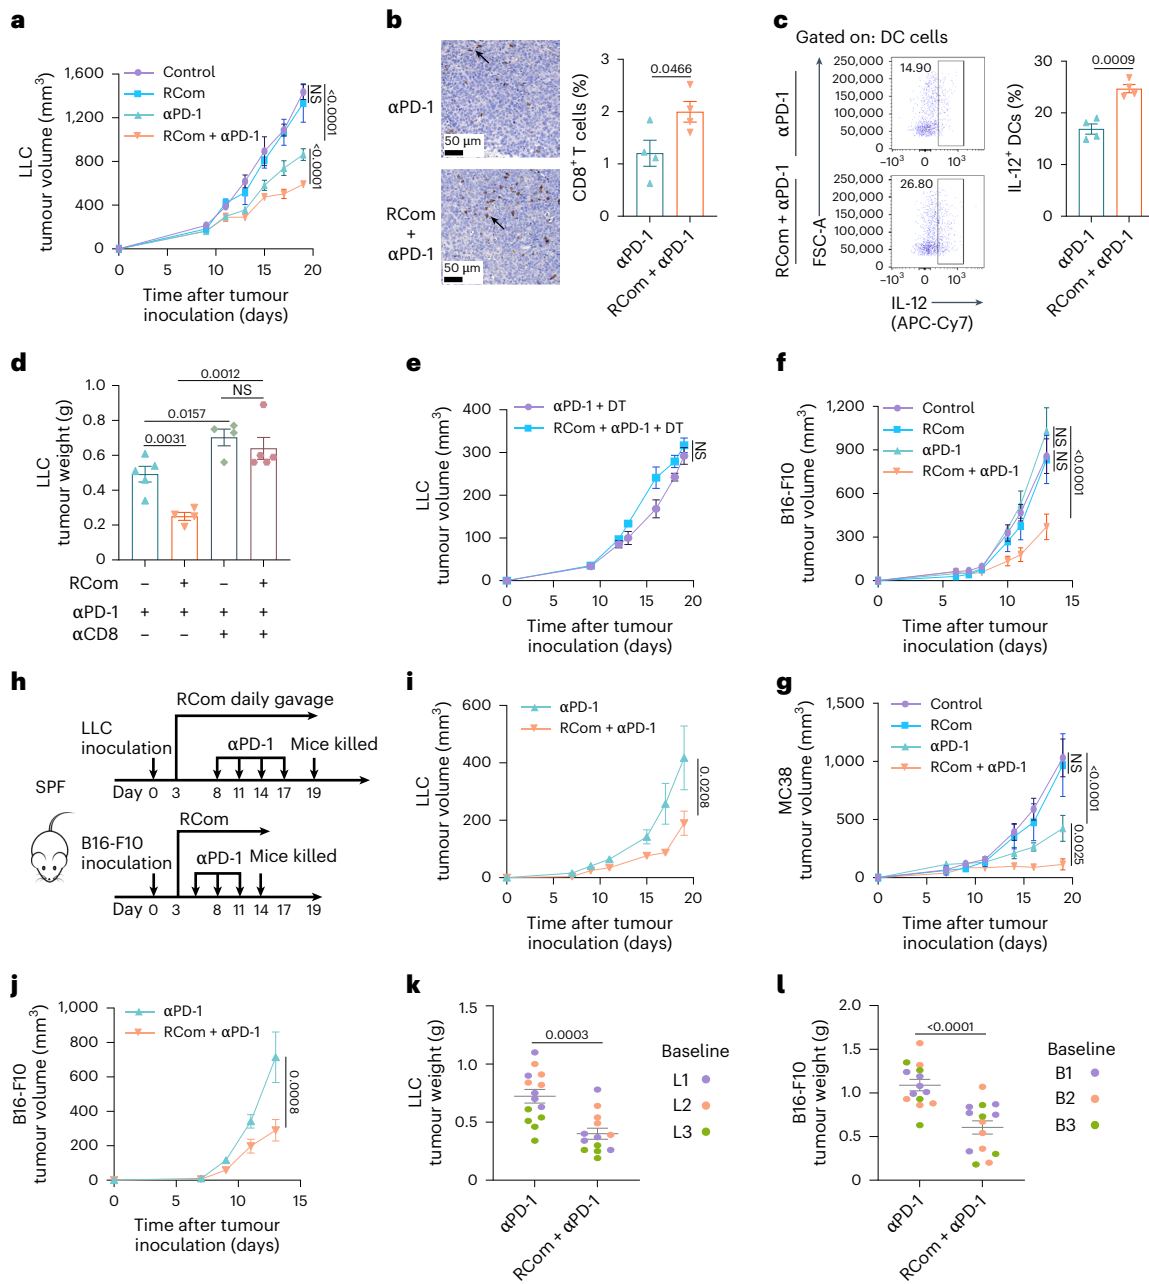 a
LLC
tumour volume (mm³)
1,600
1,200
800
400
0
Control
RCom
αPD-1
RCom + αPD-1
NS
<0.0001
<0.0001
0 5 10 15 20
Time after tumour
inoculation (days)
b
αPD-1
50 μm
RCom
+
αPD-1
50 μm
CD8⁺ T cells (%)
3
2
1
0
0.0466
αPD-1
RCom + αPD-1
c
Gated on: DC cells
αPD-1
RCom + αPD-1
FSC-A
250,000
200,000
150,000
100,000
50,000
0
14.90
−10³ 0 10³
250,000
200,000
150,000
100,000
50,000
0
26.80
−10³ 0 10³
IL-12
(APC-Cy7)
IL-12⁺ DCs (%)
30
20
10
0
0.0009
αPD-1
RCom + αPD-1
d
LLC
tumour weight (g)
1.0
0.8
0.6
0.4
0.2
0
0.0012
NS
0.0157
0.0031
RCom − + − +
αPD-1 + + + +
αCD8 − − + +
e
LLC
tumour volume (mm³)
400
300
200
100
0
αPD-1 + DT
RCom + αPD-1 + DT
NS
0 5 10 15 20
Time after tumour
inoculation (days)
f
B16-F10
tumour volume (mm³)
1,200
900
600
300
0
Control
RCom
αPD-1
RCom + αPD-1
NS
NS
NS
<0.0001
0 5 10 15
Time after tumour
inoculation (days)
h
RCom daily gavage
LLC
inoculation
αPD-1
Mice killed
SPF
Day 0 3 8 11 14 17 19
RCom
B16-F10
inoculation
αPD-1
Mice killed
Day 0 3 8 11 14 17 19
i
LLC
tumour volume (mm³)
600
400
200
0
αPD-1
RCom + αPD-1
0.0208
0 5 10 15 20
Time after tumour
inoculation (days)
g
MC38
tumour volume (mm³)
1,500
1,000
500
0
Control
RCom
αPD-1
RCom + αPD-1
NS
<0.0001
0.0025
0 5 10 15 20
Time after tumour
inoculation (days)
j
B16-F10
tumour volume (mm³)
1,000
800
600
400
200
0
αPD-1
RCom + αPD-1
0.0008
0 5 10 15
Time after tumour
inoculation (days)
k
LLC
tumour weight (g)
1.5
1.0
0.5
0
0.0003
Baseline
L1
L2
L3
αPD-1
RCom + αPD-1
l
B16-F10
tumour weight (g)
2.0
1.5
1.0
0.5
0
<0.0001
Baseline
B1
B2
B3
αPD-1
RCom + αPD-1